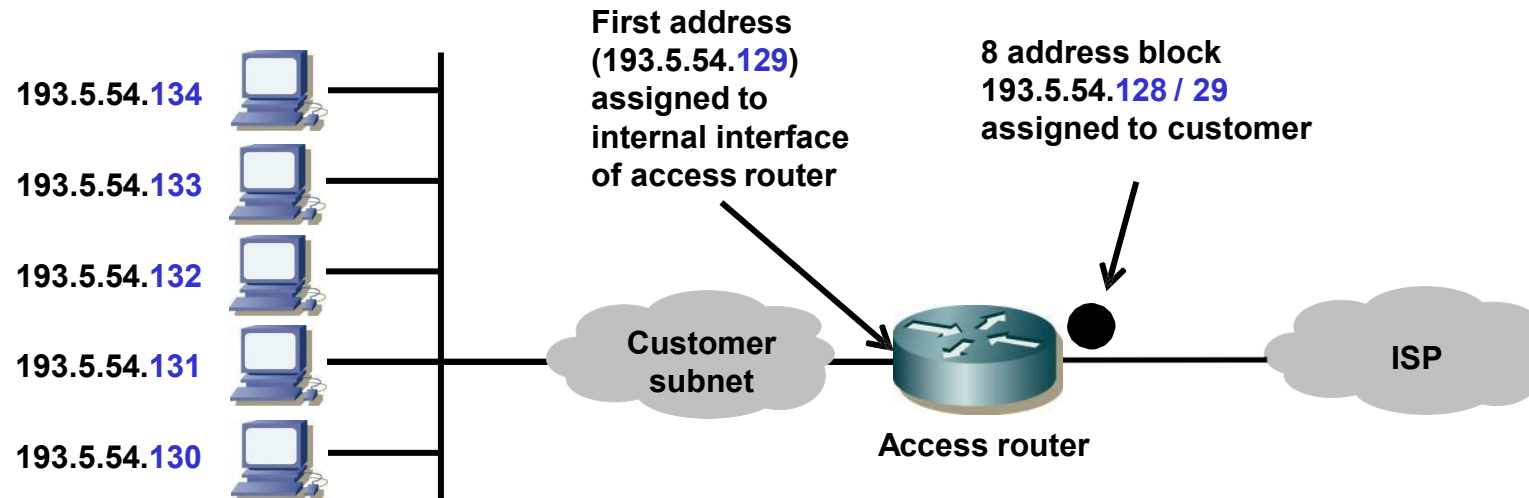 193.5.54.134
193.5.54.133
193.5.54.132
193.5.54.131
193.5.54.130
First address
(193.5.54.129)
assigned to
internal interface
of access router
8 address block
193.5.54.128 / 29
assigned to customer
Customer
subnet
Access router
ISP